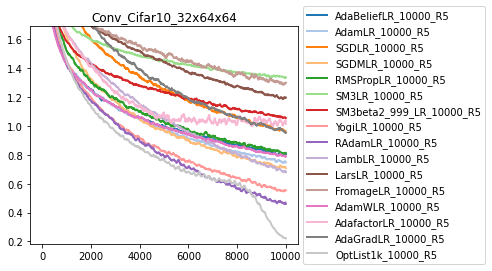 Conv_Cifar10_32x64x64
1.6
1.4
1.2
1.0
0.8
0.6
0.4
0.2
0
2000
4000
6000
8000
10000
AdaBeliefLR_10000_R5
AdamLR_10000_R5
SGDLR_10000_R5
SGDMLR_10000_R5
RMSPropLR_10000_R5
SM3LR_10000_R5
SM3beta2_999_LR_10000_R5
YogiLR_10000_R5
RAdamLR_10000_R5
LambLR_10000_R5
LarsLR_10000_R5
FromageLR_10000_R5
AdamWLR_10000_R5
AdafactorLR_10000_R5
AdaGradLR_10000_R5
OptList1k_10000_R5